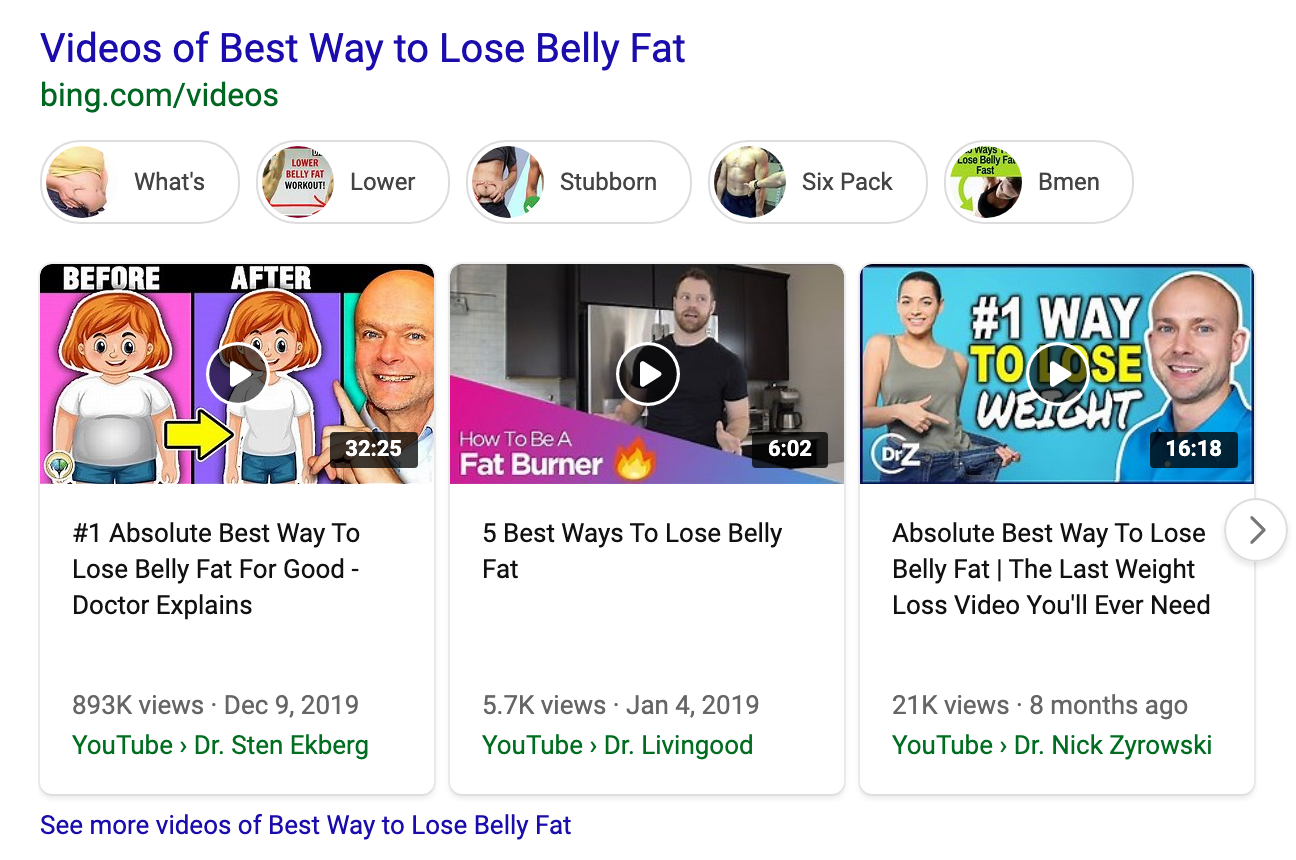 Videos of Best Way to Lose Belly Fat
bing.com/videos
What's
LOWER
BELLY FAT
WORKOUT!
Lower
Stubborn
Six Pack
Ways
Lose Belly Fat
Fast
Bmen
BEFORE
AFTER
32:25
#1 Absolute Best Way To
Lose Belly Fat For Good -
Doctor Explains
893K views · Dec 9, 2019
YouTube › Dr. Sten Ekberg
How To Be A
Fat Burner
6:02
5 Best Ways To Lose Belly
Fat
5.7K views · Jan 4, 2019
YouTube › Dr. Livingood
#1 WAY
TO LOSE
WEIGHT
DrZ
16:18
Absolute Best Way To Lose
Belly Fat | The Last Weight
Loss Video You'll Ever Need
21K views · 8 months ago
YouTube › Dr. Nick Zyrowski
See more videos of Best Way to Lose Belly Fat